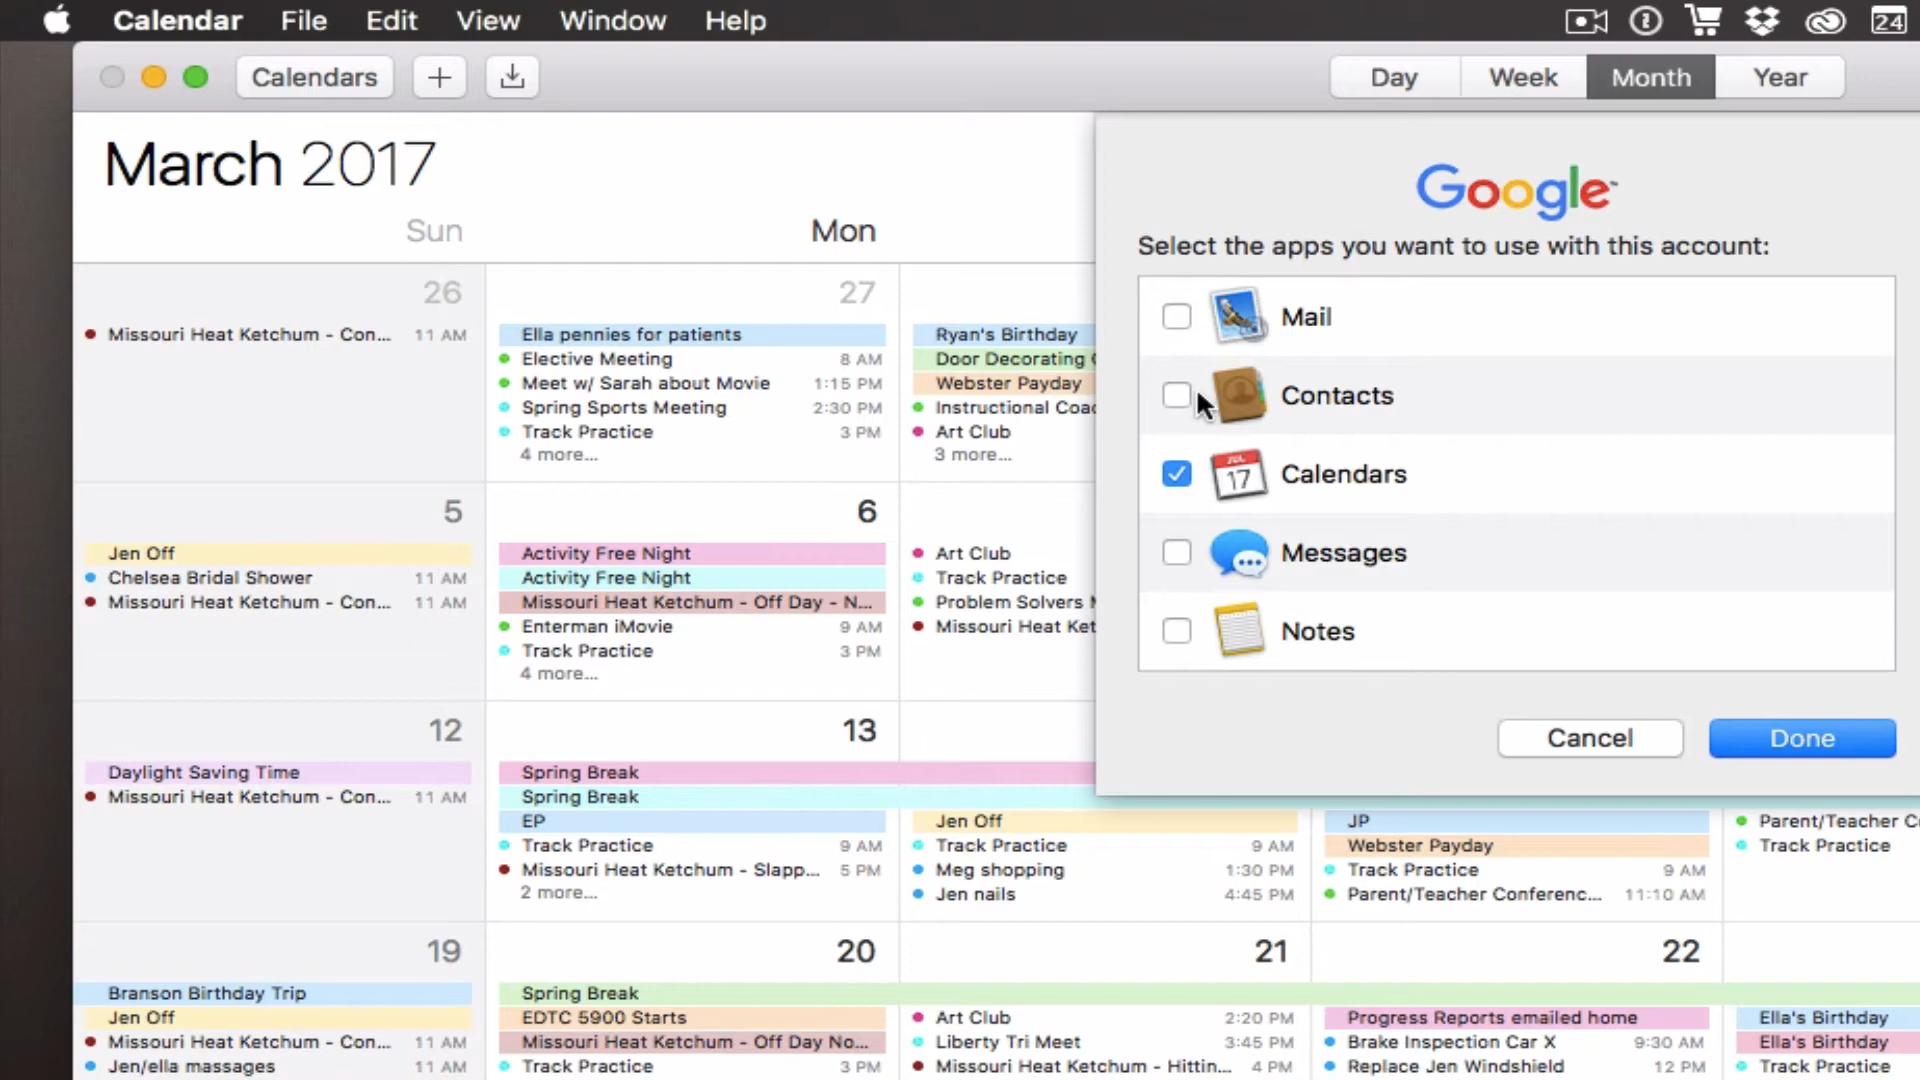 Calendar File Edit View Window Help 24
Calendars + Day Week Month Year
March 2017
Sun Mon
Google
Select the apps you want to use with this account:
Mail
Contacts
JUL
17
Calendars
Messages
Notes
Cancel Done
26
Missouri Heat Ketchum - Con... 11 AM
27
Ella pennies for patients
Elective Meeting 8 AM
Meet w/ Sarah about Movie 1:15 PM
Spring Sports Meeting 2:30 PM
Track Practice 3 PM
4 more...
Ryan's Birthday
Door Decorating
Webster Payday
Instructional
Art Club
3 more...
5
Jen Off
Chelsea Bridal Shower 11 AM
Missouri Heat Ketchum - Con... 11 AM
6
Activity Free Night
Activity Free Night
Missouri Heat Ketchum - Off Day - N...
Enterman iMovie 9 AM
Track Practice 3 PM
4 more...
Art Club
Track Practice
Problem Solvers
Missouri Heat
12
Daylight Saving Time
Missouri Heat Ketchum - Con... 11 AM
13
Spring Break
Spring Break
EP
Track Practice 9 AM
Missouri Heat Ketchum - Slapp... 5 PM
2 more...
Jen Off
Track Practice 9 AM
Meg shopping 1:30 PM
Jen nails 4:45 PM
JP
Webster Payday
Track Practice 9 AM
Parent/Teacher Conferenc... 11:10 AM
Parent/Teacher
Track Practice
19
Branson Birthday Trip
Jen Off
Missouri Heat Ketchum - Con... 11 AM
Jen/ella massages 11 AM
20
Spring Break
EDTC 5900 Starts
Missouri Heat Ketchum - Off Day No...
Track Practice 3 PM
21
Art Club 2:20 PM
Liberty Tri Meet 3:45 PM
Missouri Heat Ketchum - Hittin... 4 PM
22
Progress Reports emailed home
Brake Inspection Car X 9:30 AM
Replace Jen Windshield 12 PM
Ella's Birthday
Ella's Birthday
Track Practice